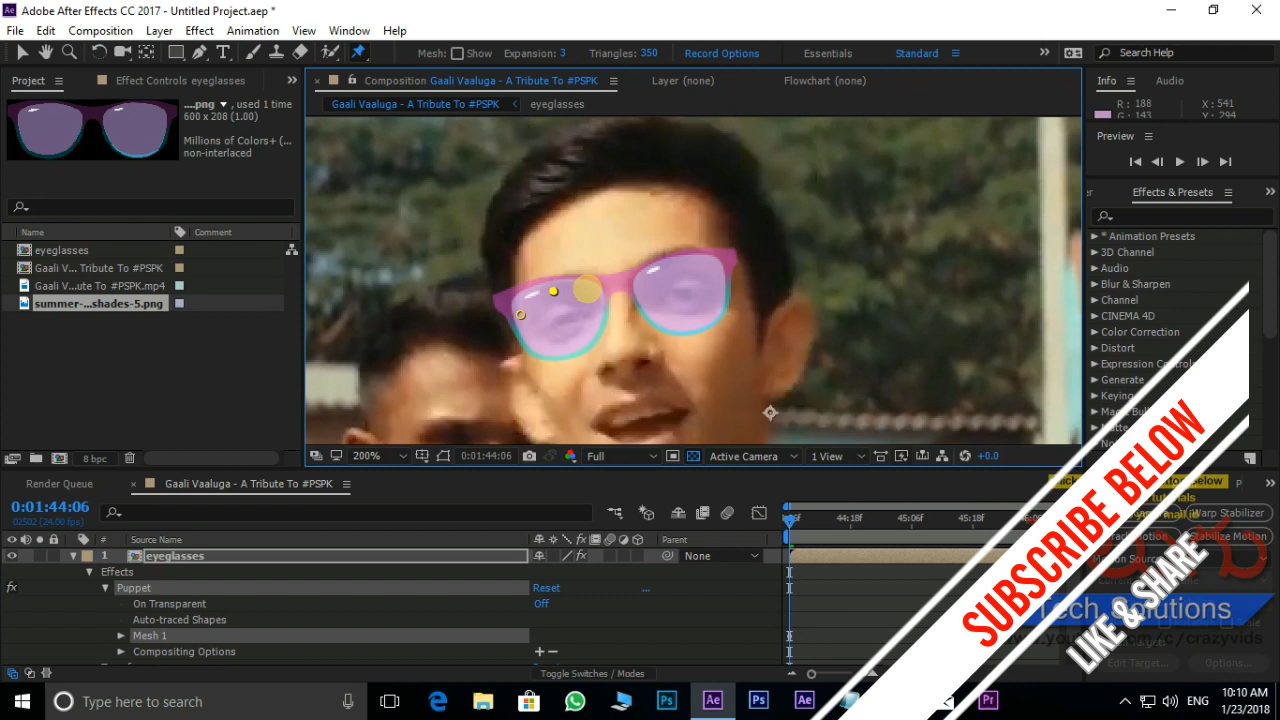 Adobe After Effects CC 2017 - Untitled Project.aep *
File Edit Composition Layer Effect Animation View Window Help
Mesh: Show Expansion: 3 Triangles: 350 Record Options Essentials Standard Search Help
Project Effect Controls eyeglasses
Composition Gaali Vaaluga - A Tribute To #PSPK Layer (none) Flowchart (none)
Info Audio
Gaali Vaaluga - A Tribute To #PSPK eyeglasses
....png , used 1 time
600 x 208 (1.00)
Millions of Colors+ (...
non-interlaced
R : 188
G : 143
X : 541
Y : 294
Preview
Effects & Presets
Name Comment
eyeglasses
Gaali V... Tribute To #PSPK
Gaali V...ute To #PSPK.mp4
summer-...shades-5.png
* Animation Presets
3D Channel
Audio
Blur & Sharpen
Channel
CINEMA 4D
Color Correction
Distort
Expression Controls
Generate
Keying
8 bpc
200% 0:01:44:06 Full Active Camera 1 View +0.0
Render Queue Gaali Vaaluga - A Tribute To #PSPK
0:01:44:06
02502 (24.00 fps)
44:18f 45:06f 45:18f
# Source Name Parent
1 eyeglasses None
Effects
Puppet Reset ...
On Transparent Off
Auto-traced Shapes
Mesh 1
Compositing Options
Toggle Switches / Modes
Warp Stabilizer
Stabilize Motion
Motion Source:
Edit Target... Options...
Tech Solutions
SUBSCRIBE BELOW
LIKE & SHARE
Type here to search
ENG
10:10 AM
1/23/2018